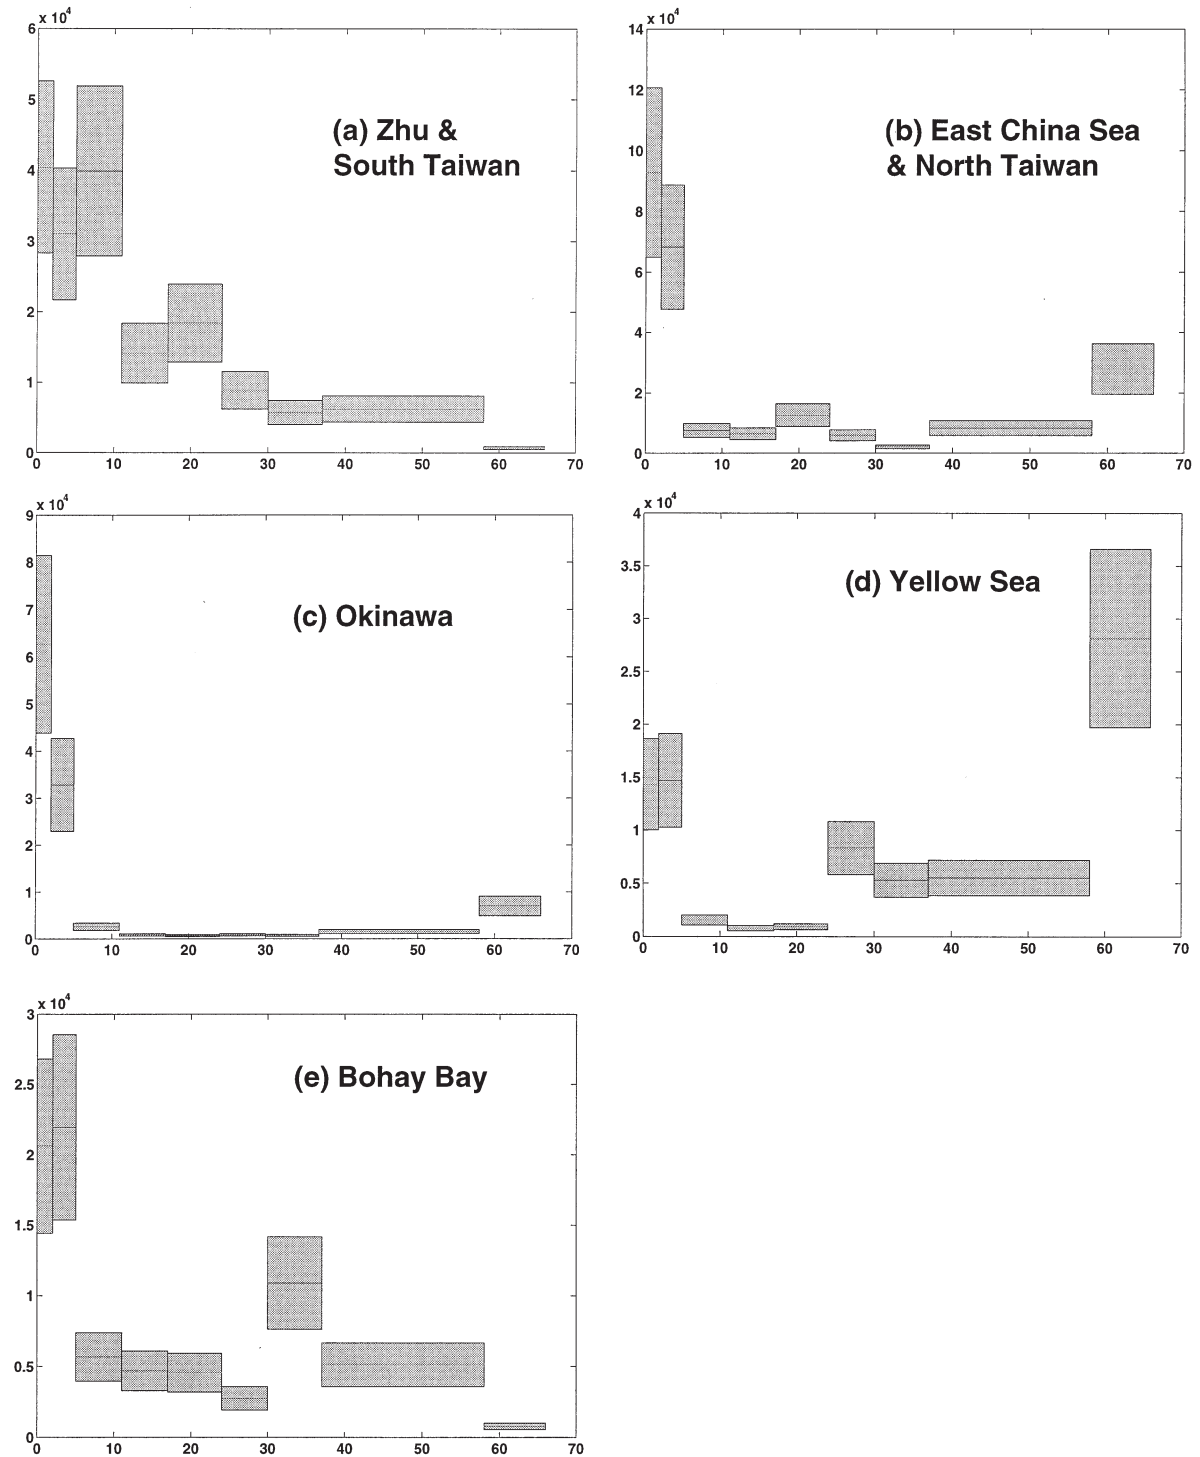 x 10^4
6
5
4
3
2
1
0
0 10 20 30 40 50 60 70
(a) Zhu &
South Taiwan
x 10^4
14
12
10
8
6
4
2
0
0 10 20 30 40 50 60 70
(b) East China Sea
& North Taiwan
x 10^4
9
8
7
6
5
4
3
2
1
0
0 10 20 30 40 50 60 70
(c) Okinawa
x 10^4
4
3.5
3
2.5
2
1.5
1
0.5
0
0 10 20 30 40 50 60 70
(d) Yellow Sea
x 10^4
3
2.5
2
1.5
1
0.5
0
0 10 20 30 40 50 60 70
(e) Bohay Bay